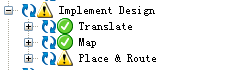 Implement Design
Translate
Map
Place & Route